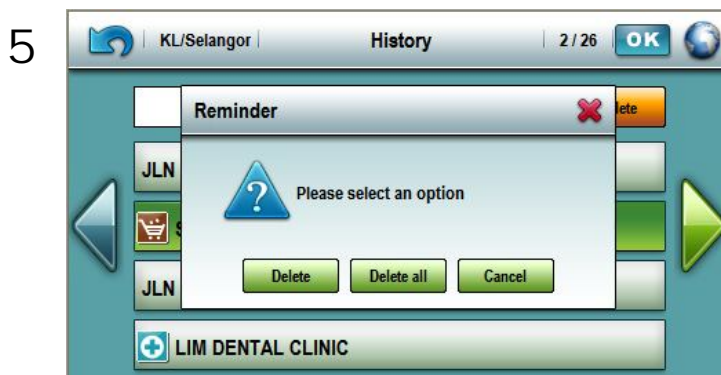 5
KL/Selangor History 2 / 26 OK
Reminder
lete
JLN
Please select an option
S
JLN
Delete Delete all Cancel
LIM DENTAL CLINIC